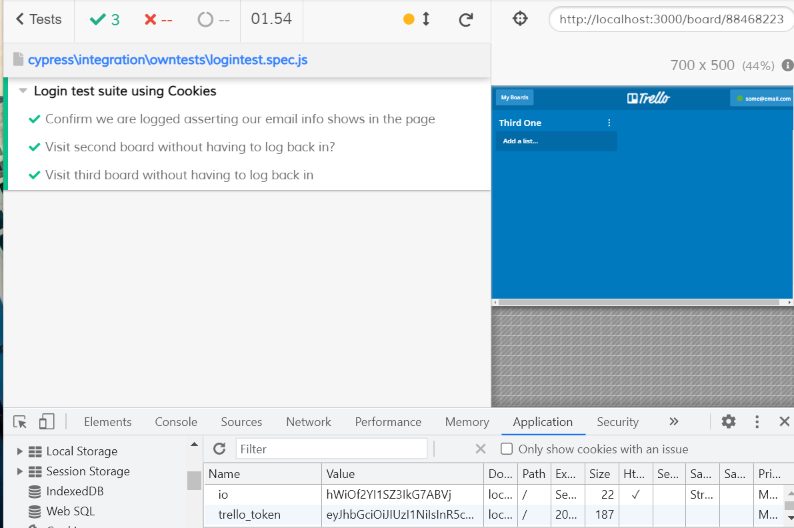 Tests
3
--
--
01.54
http://localhost:3000/board/88468223
700 x 500 (44%)
cypress\integration\owntests\logintest.spec.js
Login test suite using Cookies
Confirm we are logged asserting our email info shows in the page
Visit second board without having to log back in?
Visit third board without having to log back in
My Boards
Trello
some@email.com
Third One
Add a list...
Elements Console Sources Network Performance Memory Application Security
Local Storage
Session Storage
IndexedDB
Web SQL
Filter
Only show cookies with an issue
Name Value Do... Path Ex... Size Ht... Se... Sa... Sa... Pri...
io hWiOf2YI1SZ3IkG7ABVj loc... / Se... 22 ✓ Str... M...
trello_token eyJhbGciOiJIUzI1NiIsInR5c... loc... / 20... 187 M...